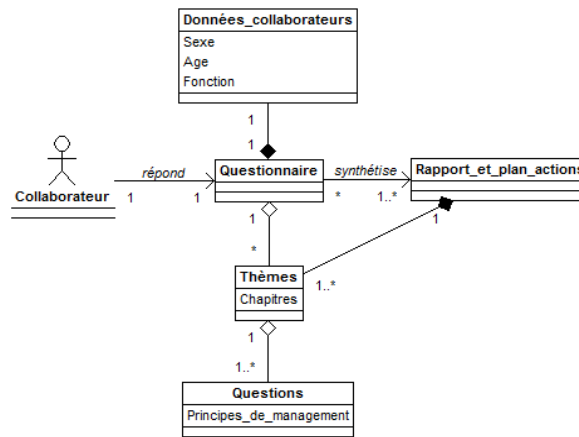 Données_collaborateurs
Sexe
Age
Fonction
1
1
répond
Questionnaire
synthétise
Rapport_et_plan_actions
Collaborateur
1
1
*
1..*
1
1
*
Thèmes
1..*
Chapitres
1
1..*
Questions
Principes_de_management